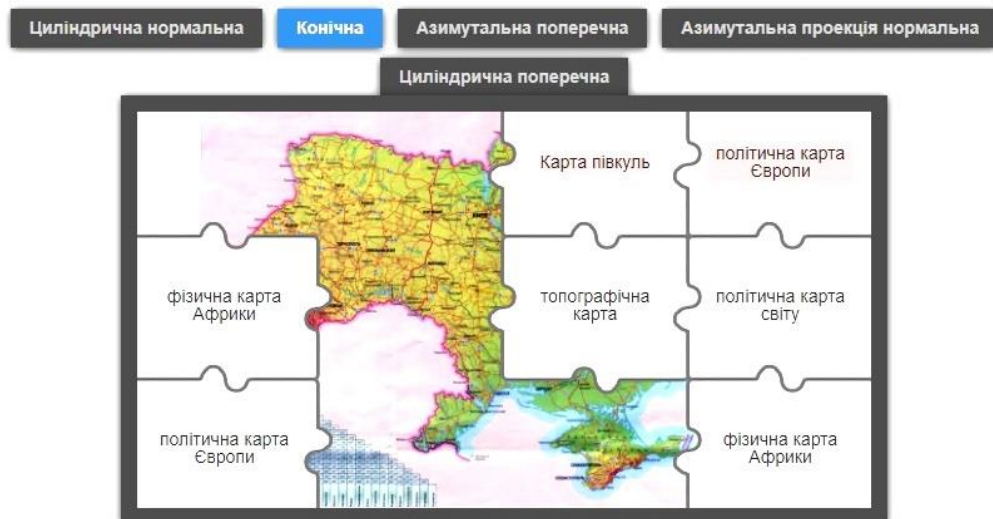 Циліндрична нормальна
Конічна
Азимутальна поперечна
Азимутальна проекція нормальна
Циліндрична поперечна
Карта півкуль
політична карта
Європи
фізична карта
Африки
топографічна
карта
політична карта
світу
політична карта
Європи
фізична карта
Африки